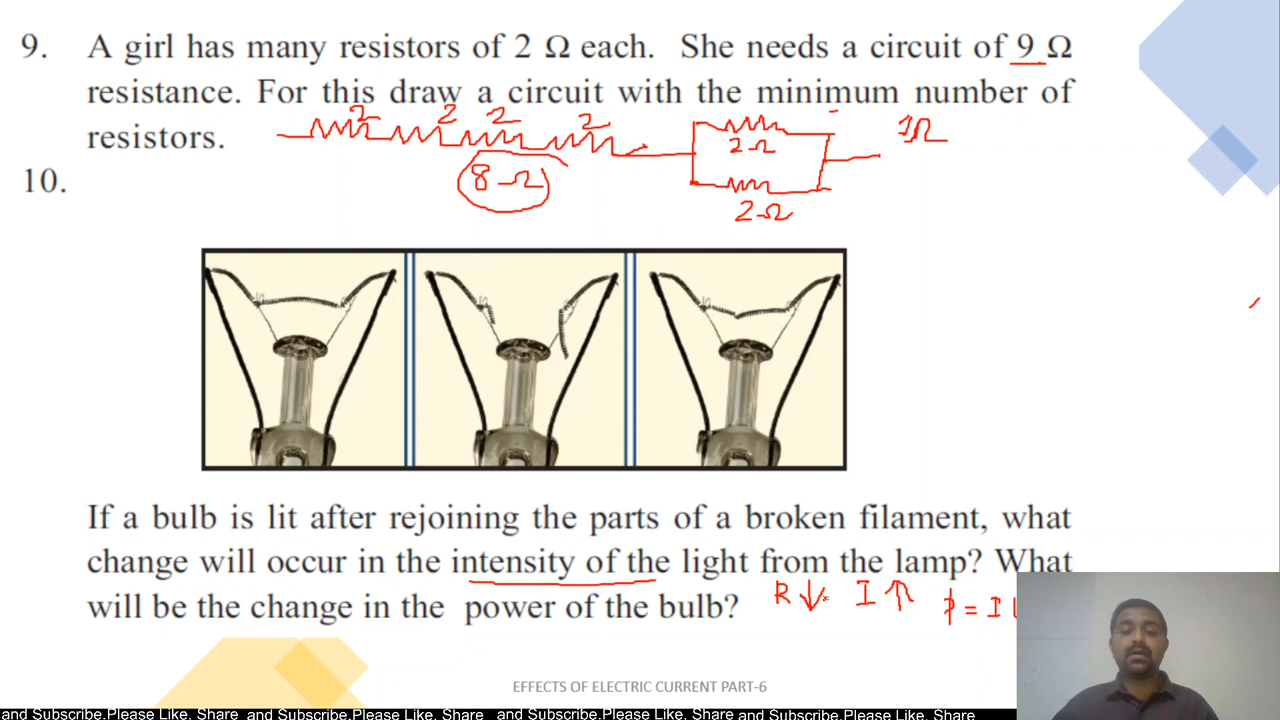 9. A girl has many resistors of 2 Ω each. She needs a circuit of 9 Ω
resistance. For this draw a circuit with the minimum number of
resistors.
2 2 2 2
2Ω
1Ω
8Ω
2Ω
10.
If a bulb is lit after rejoining the parts of a broken filament, what
change will occur in the intensity of the light from the lamp? What
will be the change in the power of the bulb?
R↓ I↑ p = I
EFFECTS OF ELECTRIC CURRENT PART-6
and Subscribe.Please Like, Share and Subscribe.Please Like, Share and Subscribe.Please Like, Share and Subscribe.Please Like, Share